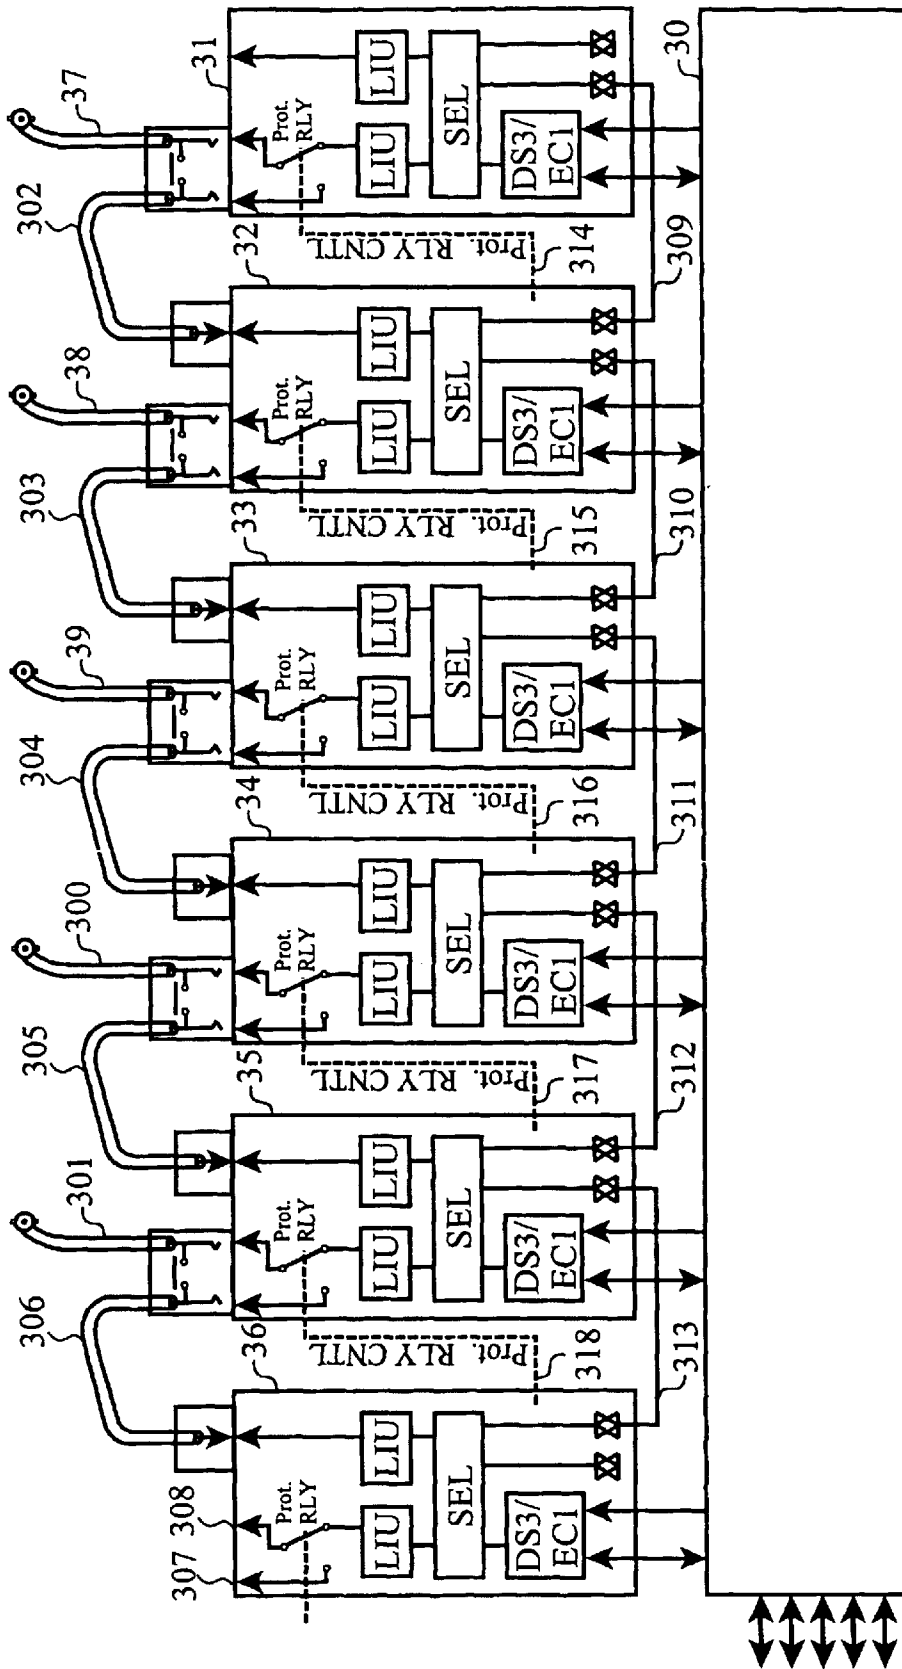 306
301
305
300
304
39
303
38
302
37
307
308
36
35
34
33
32
31
30
Prot.
RLY
LIU
LIU
SEL
DS3/
EC1
Prot. RLY CNTL
318
313
Prot.
RLY
LIU
LIU
SEL
DS3/
EC1
Prot. RLY CNTL
317
312
Prot.
RLY
LIU
LIU
SEL
DS3/
EC1
Prot. RLY CNTL
316
311
Prot.
RLY
LIU
LIU
SEL
DS3/
EC1
Prot. RLY CNTL
315
310
Prot.
RLY
LIU
LIU
SEL
DS3/
EC1
Prot. RLY CNTL
314
309
Prot.
RLY
LIU
LIU
SEL
DS3/
EC1